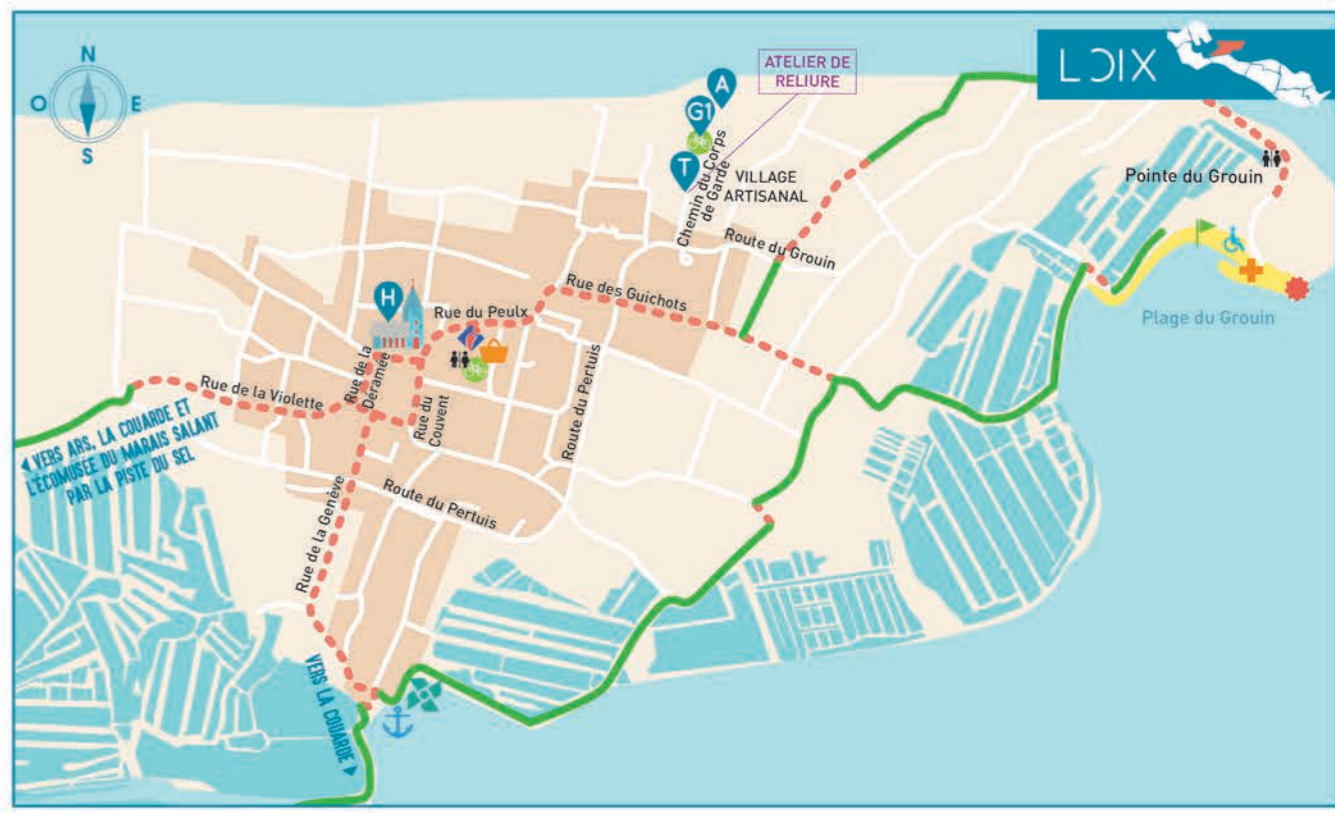 N
O
E
S
LOIX
ATELIER DE
RELIURE
A
G1
T
Chemin du Corps
de Garde
VILLAGE
ARTISANAL
Pointe du Grouin
Route du Grouin
Plage du Grouin
H
Rue du Peulx
Rue des Guichots
Rue de la
Déramée
Rue de la Violette
Rue du
Couvent
Route du Pertuis
VERS ARS, LA COUARDE ET
L'ÉCOMUSÉE DU MARAIS SALANT
PAR LA PISTE DU SEL
Rue de la Genève
Route du Pertuis
VERS LA COUARDE